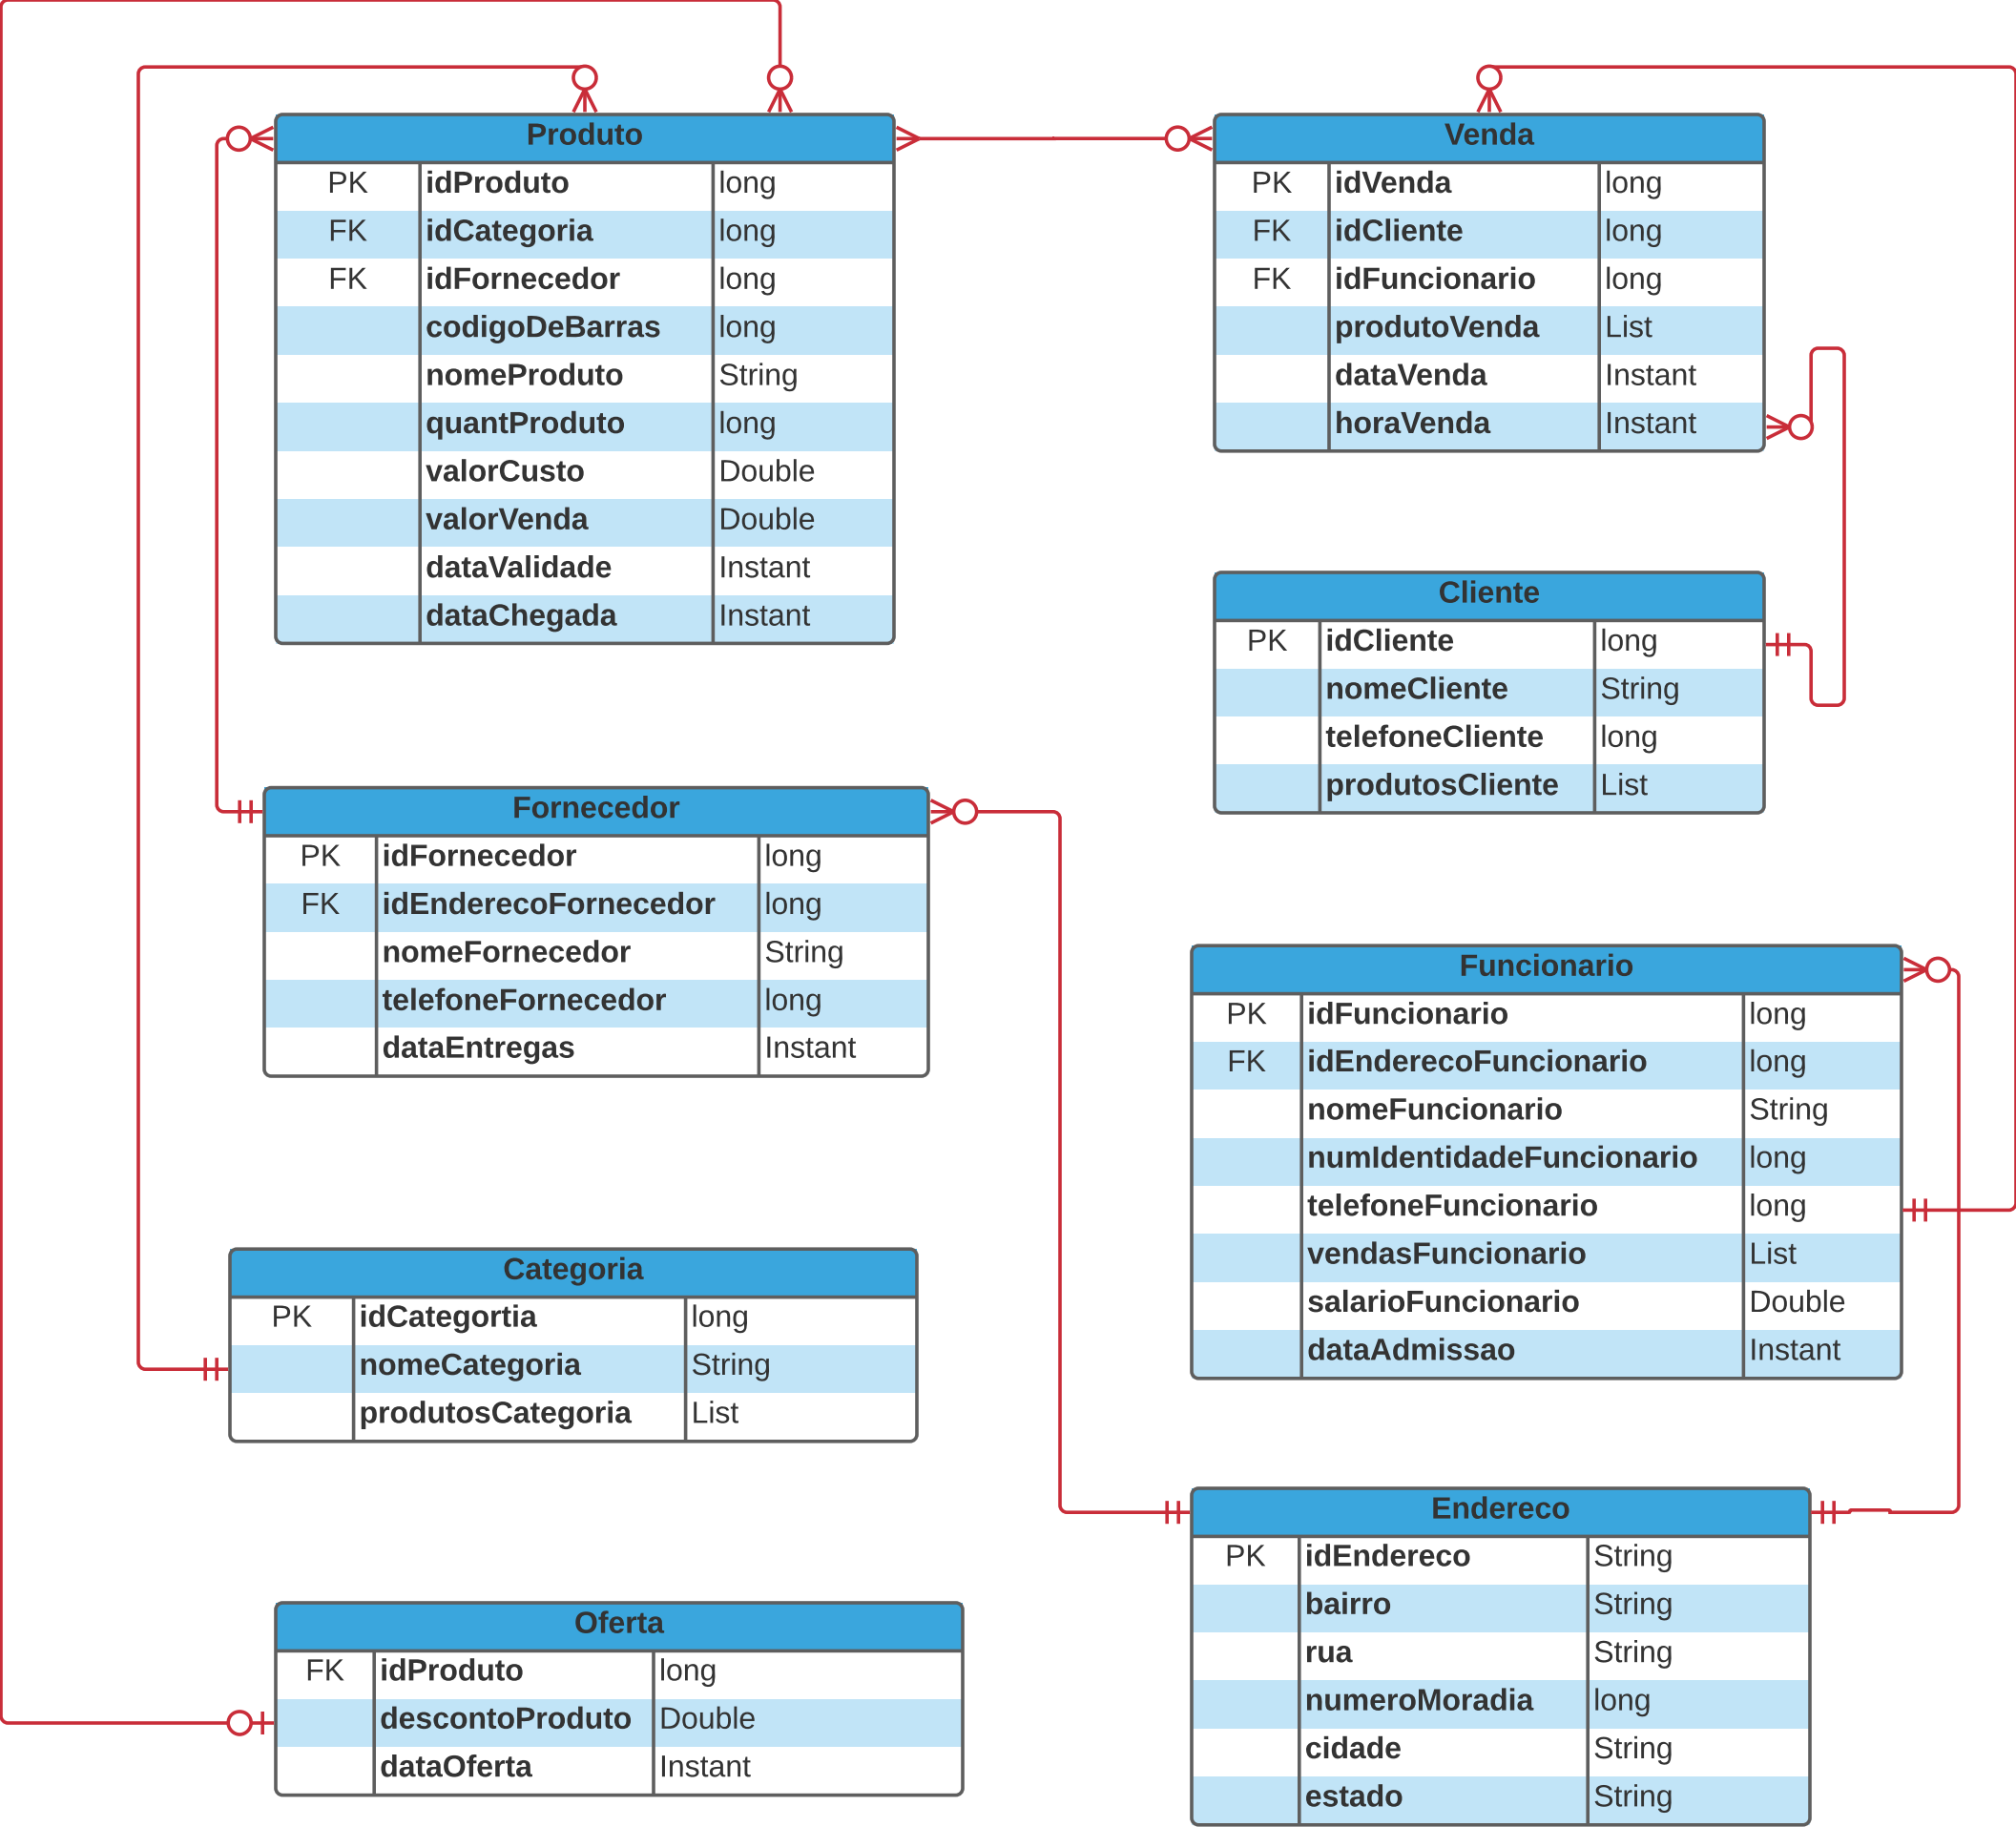 Produto
PK idProduto long
FK idCategoria long
FK idFornecedor long
codigoDeBarras long
nomeProduto String
quantProduto long
valorCusto Double
valorVenda Double
dataValidade Instant
dataChegada Instant
Venda
PK idVenda long
FK idCliente long
FK idFuncionario long
produtoVenda List
dataVenda Instant
horaVenda Instant
Cliente
PK idCliente long
nomeCliente String
telefoneCliente long
produtosCliente List
Fornecedor
PK idFornecedor long
FK idEnderecoFornecedor long
nomeFornecedor String
telefoneFornecedor long
dataEntregas Instant
Funcionario
PK idFuncionario long
FK idEnderecoFuncionario long
nomeFuncionario String
numIdentidadeFuncionario long
telefoneFuncionario long
vendasFuncionario List
salarioFuncionario Double
dataAdmissao Instant
Categoria
PK idCategortia long
nomeCategoria String
produtosCategoria List
Endereco
PK idEndereco String
bairro String
rua String
numeroMoradia long
cidade String
estado String
Oferta
FK idProduto long
descontoProduto Double
dataOferta Instant